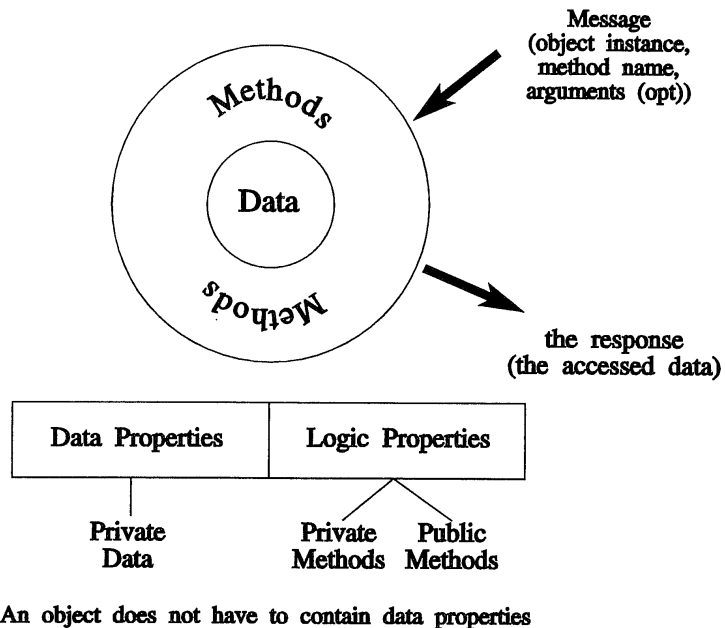 Message
(object instance,
method name,
arguments (opt))
Methods
Data
Methods
the response
(the accessed data)
Data Properties
Logic Properties
Private
Data
Private
Methods
Public
Methods
An object does not have to contain data properties